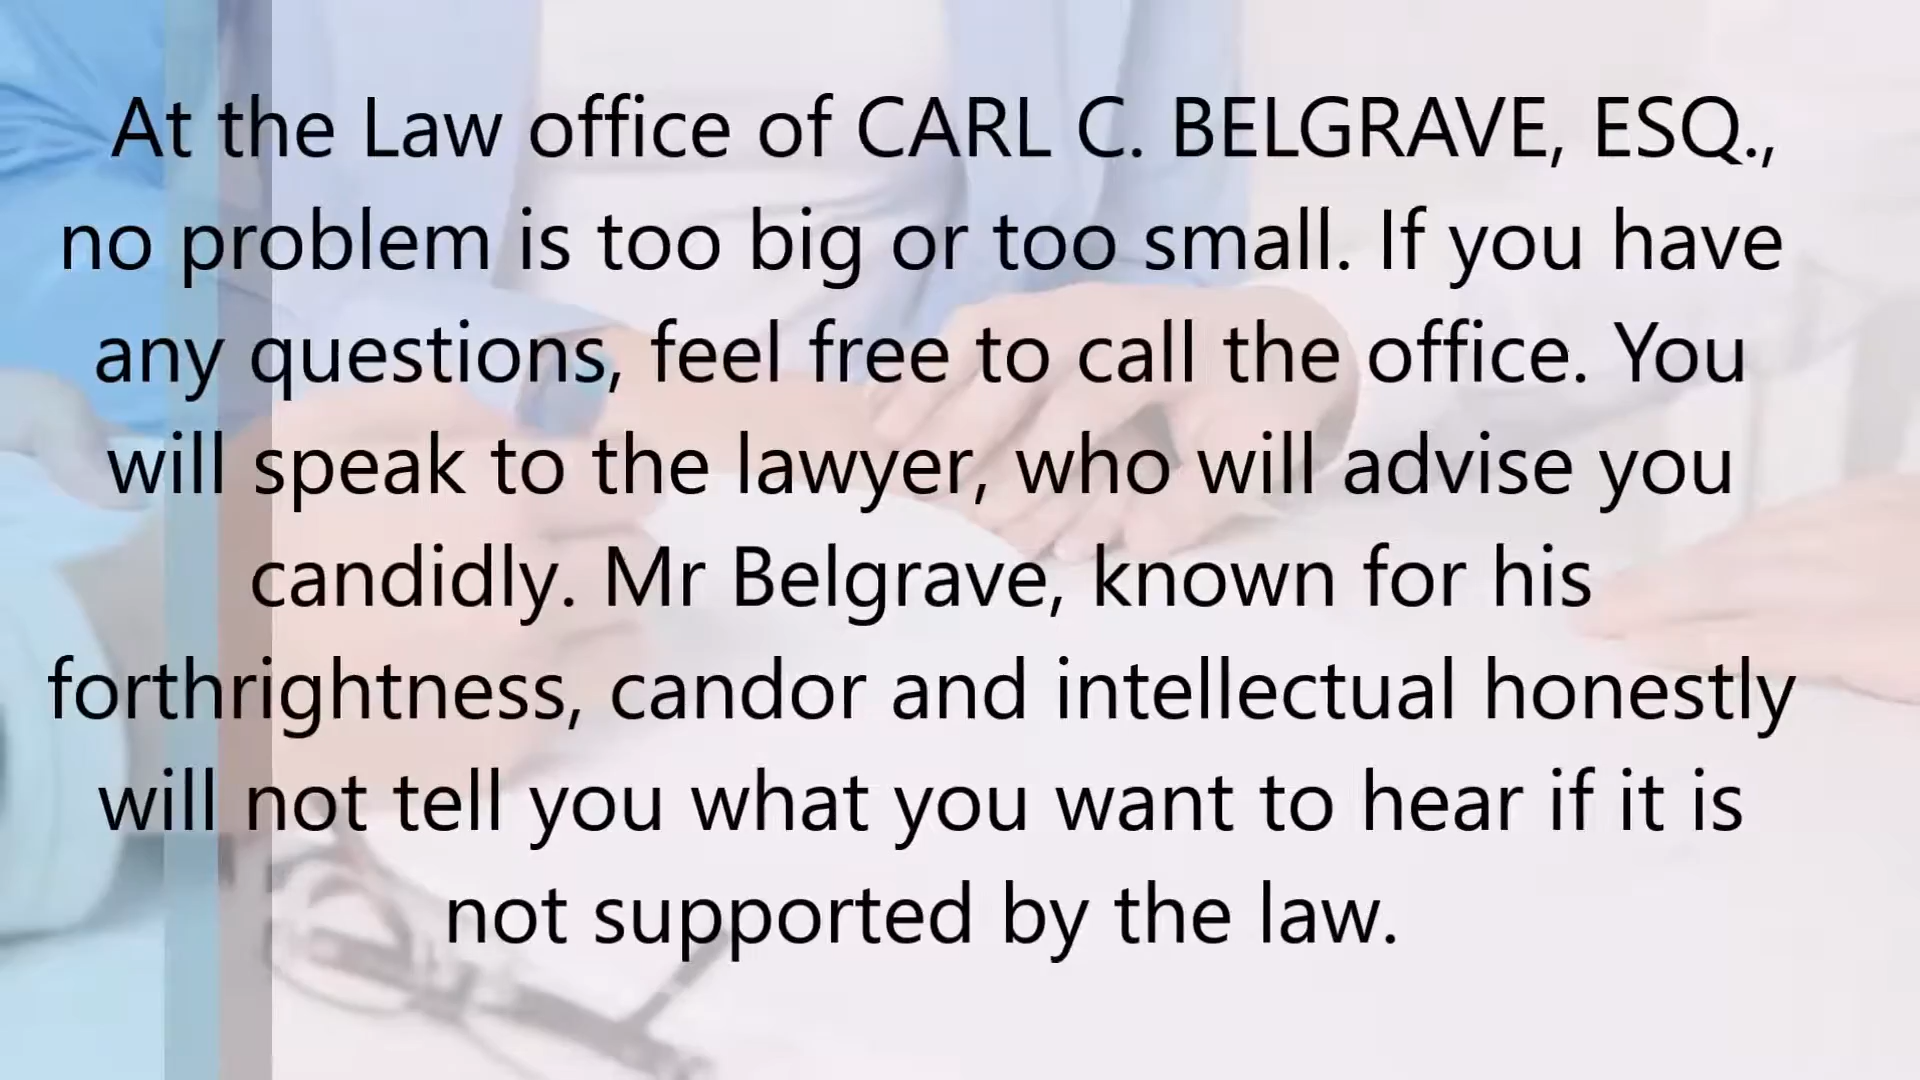 At the Law office of CARL C. BELGRAVE, ESQ.,
no problem is too big or too small. If you have
any questions, feel free to call the office. You
will speak to the lawyer, who will advise you
candidly. Mr Belgrave, known for his
forthrightness, candor and intellectual honestly
will not tell you what you want to hear if it is
not supported by the law.